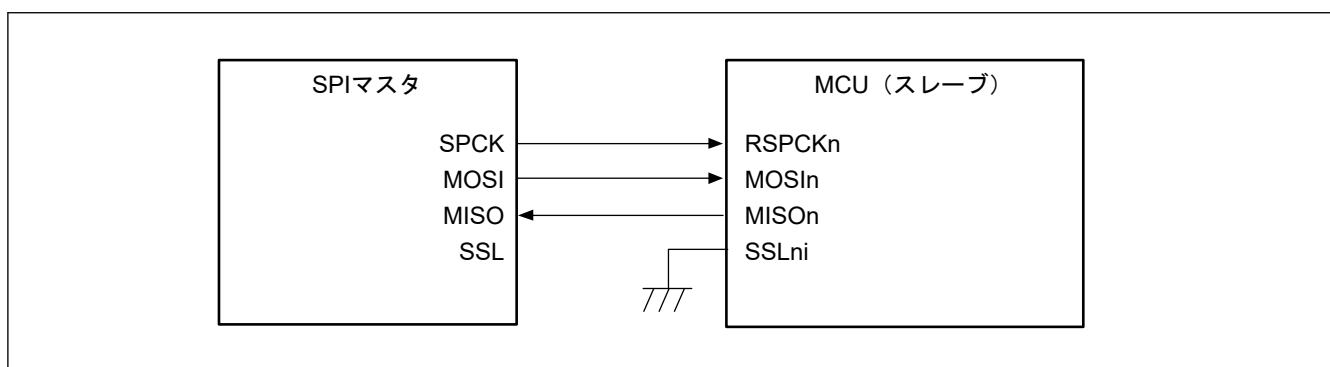 SPIマスタ
MCU（スレーブ）
SPCK
RSPCKn
MOSI
MOSIn
MISO
MISOn
SSL
SSLni